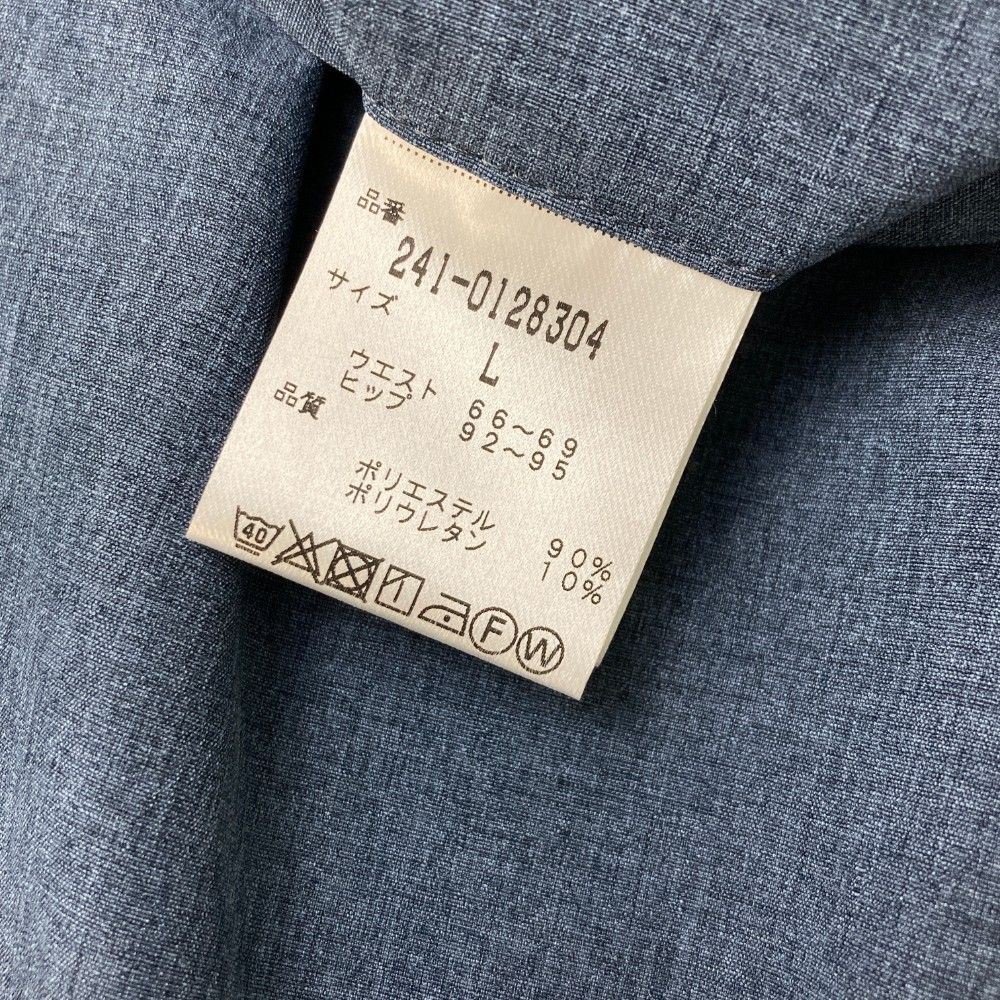 品番
241-0128304
サイズ
L
ウエスト 66～69
ヒップ 92～95
品質
ポリエステル 90%
ポリウレタン 10%
40 F W